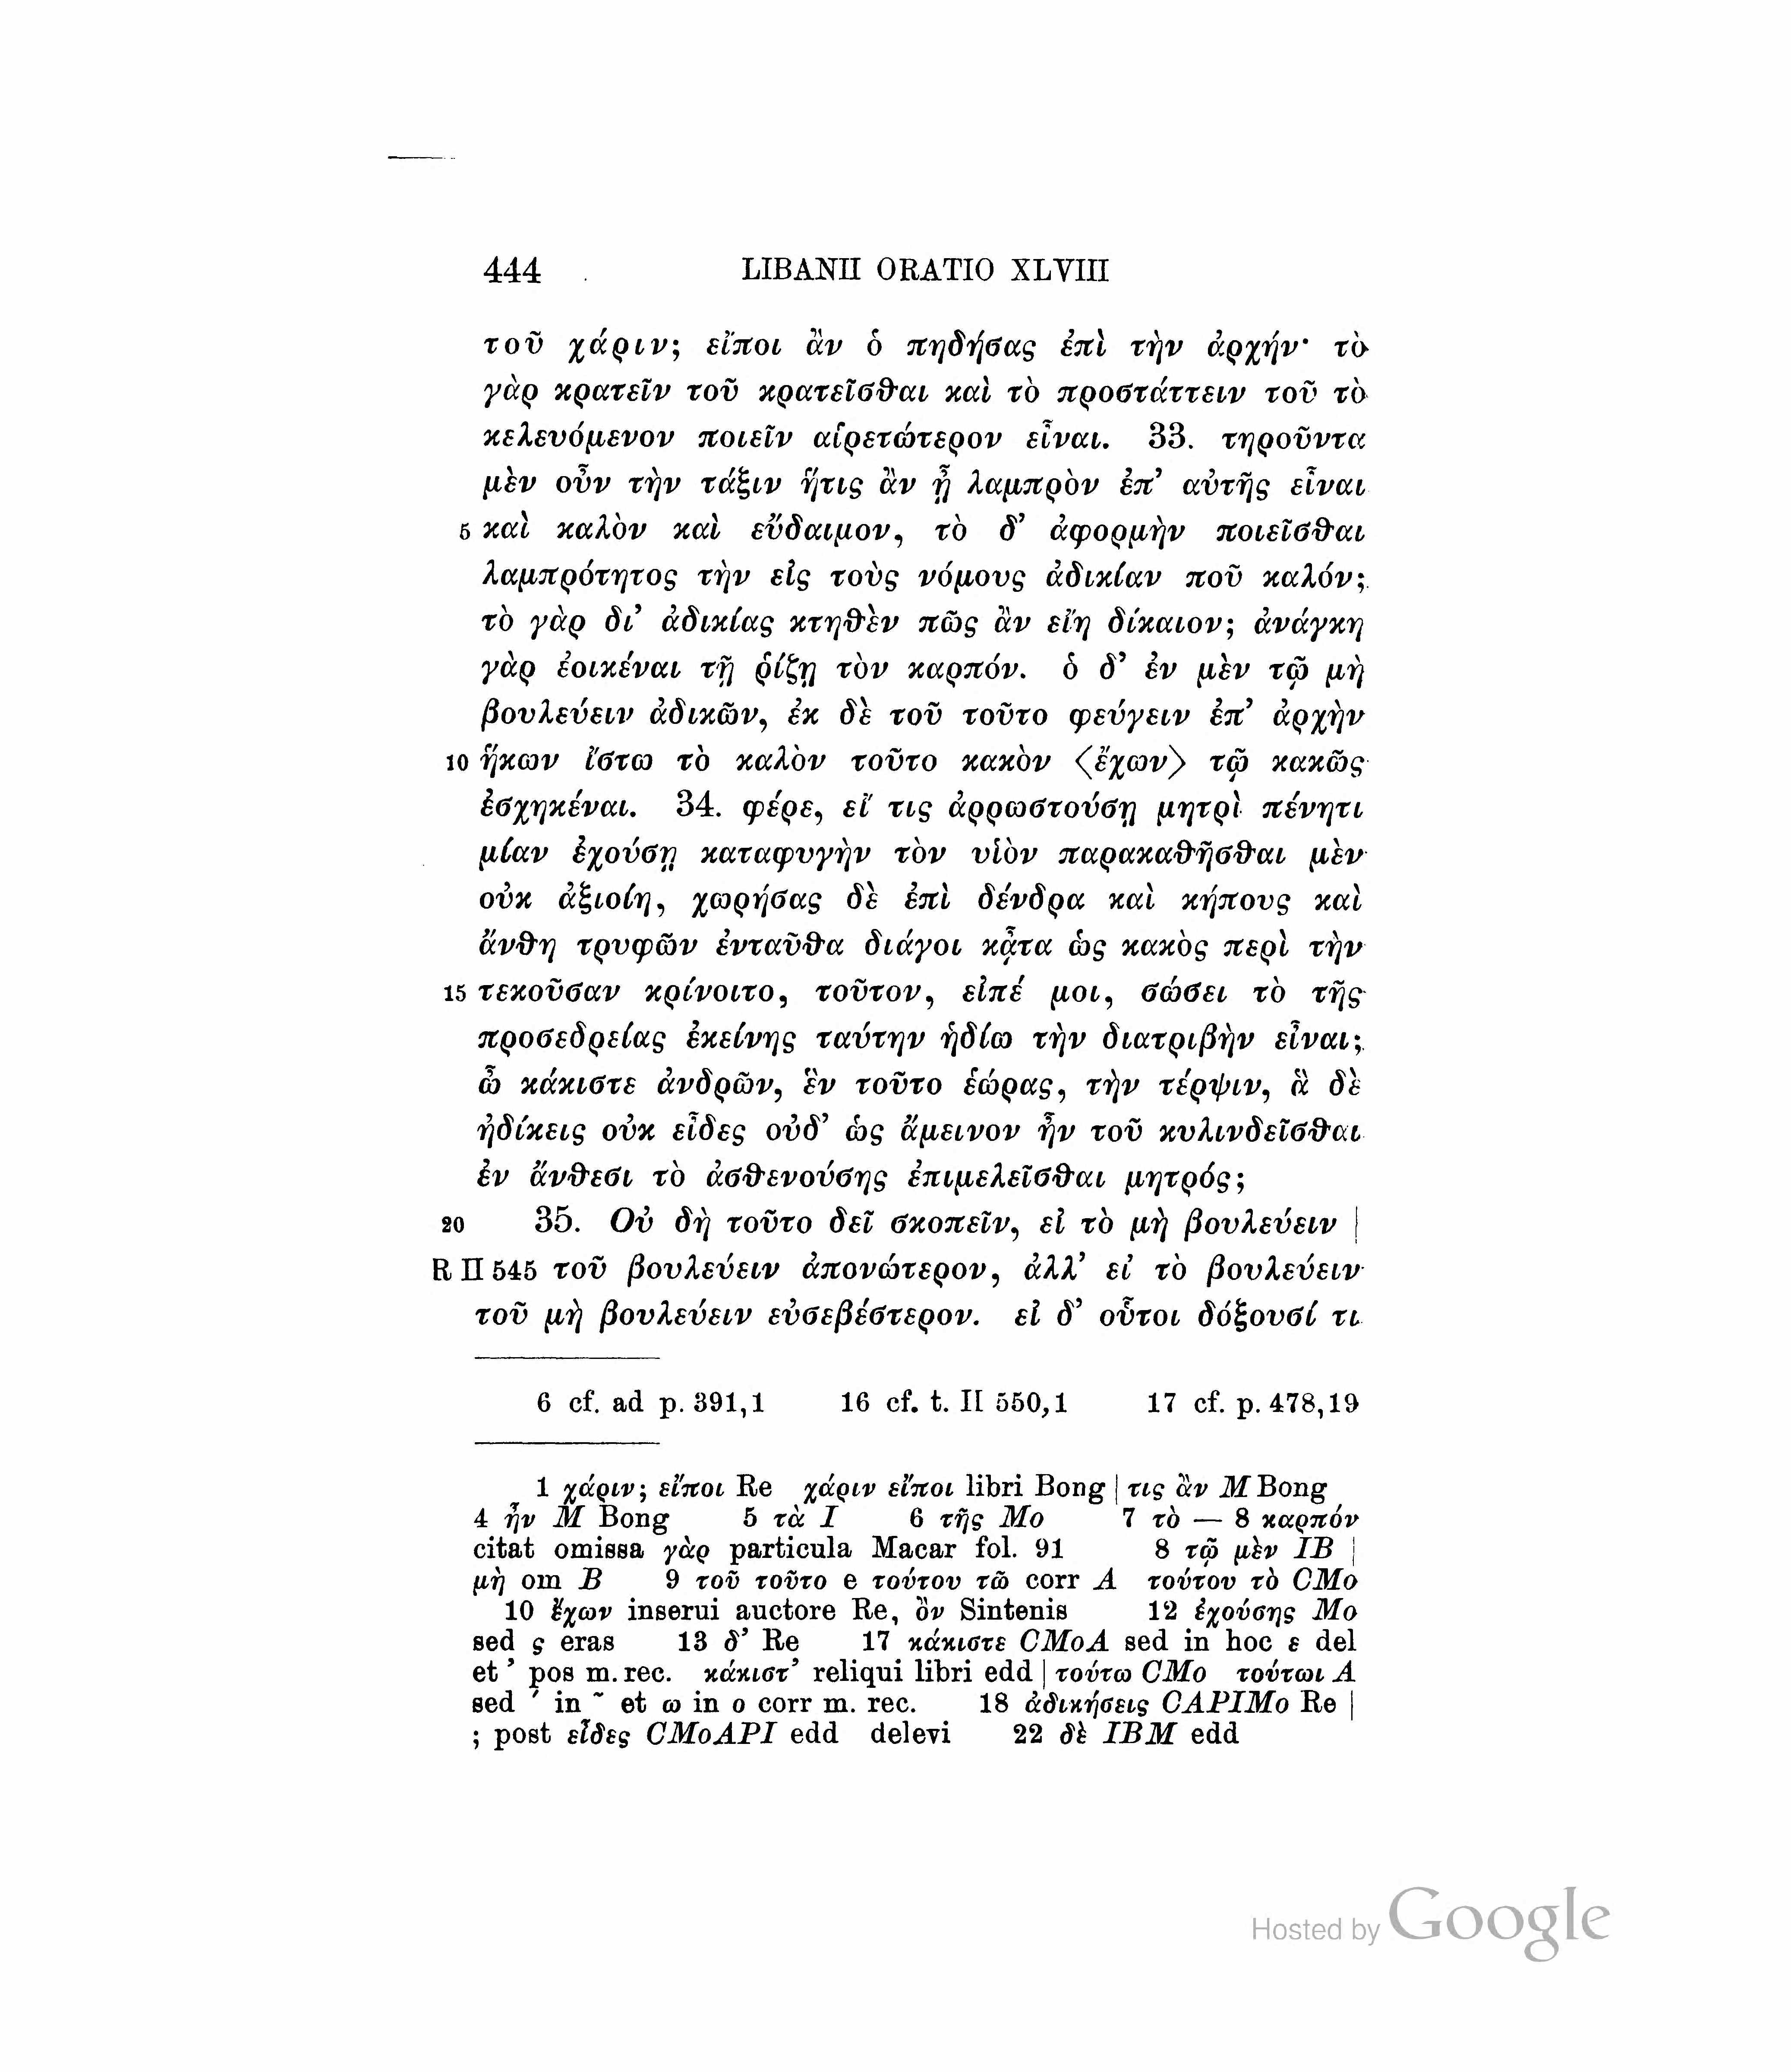 444 LIBANII ORATIO XLVIII
τοῦ χάριν; εἴποι ἂν ὁ πηδήσας ἐπὶ τὴν ἀρχήν· τὸ
γὰρ κρατεῖν τοῦ κρατεῖσθαι καὶ τὸ προστάττειν τοῦ τὸ
κελευόμενον ποιεῖν αἱρετώτερον εἶναι. 33. τηροῦντα
μὲν οὖν τὴν τάξιν ἥτις ἂν ᾖ λαμπρὸν ἐπ’ αὐτῆς εἶναι
5 καὶ καλὸν καὶ εὔδαιμον, τὸ δ’ ἀφορμὴν ποιεῖσθαι
λαμπρότητος τὴν εἰς τοὺς νόμους ἀδικίαν ποῦ καλόν;
τὸ γὰρ δι’ ἀδικίας κτηθὲν πῶς ἂν εἴη δίκαιον; ἀνάγκη
γὰρ ἐοικέναι τῇ ῥίζῃ τὸν καρπόν. ὁ δ’ ἐν μὲν τῷ μὴ
βουλεύειν ἀδικῶν, ἐκ δὲ τοῦ τοῦτο φεύγειν ἐπ’ ἀρχὴν
10 ἥκων ἴστω τὸ καλὸν τοῦτο κακὸν 〈ἔχων〉 τῷ κακῶς
ἐσχηκέναι. 34. φέρε, εἴ τις ἀρρωστούσῃ μητρὶ πένητι
μίαν ἐχούσῃ καταφυγὴν τὸν υἱὸν παρακαθῆσθαι μὲν
οὐκ ἀξιοίη, χωρήσας δὲ ἐπὶ δένδρα καὶ κήπους καὶ
ἄνθη τρυφῶν ἐνταῦθα διάγοι κᾆτα ὡς κακὸς περὶ τὴν
15 τεκοῦσαν κρίνοιτο, τοῦτον, εἰπέ μοι, σώσει τὸ τῆς
προσεδρείας ἐκείνης ταύτην ἡδίω τὴν διατριβὴν εἶναι;
ὦ κάκιστε ἀνδρῶν, ἓν τοῦτο ἑώρας, τὴν τέρψιν, ἃ δὲ
ἠδίκεις οὐκ εἶδες οὐδ’ ὡς ἄμεινον ἦν τοῦ κυλινδεῖσθαι
ἐν ἄνθεσι τὸ ἀσθενούσης ἐπιμελεῖσθαι μητρός;
20 35. Οὐ δὴ τοῦτο δεῖ σκοπεῖν, εἰ τὸ μὴ βουλεύειν |
R II 545 τοῦ βουλεύειν ἀπονώτερον, ἀλλ’ εἰ τὸ βουλεύειν
τοῦ μὴ βουλεύειν εὐσεβέστερον. εἰ δ’ οὗτοι δόξουσί τι
6 cf. ad p. 391,1 16 cf. t. II 550,1 17 cf. p. 478,19
1 χάριν; εἴποι Re χάριν εἴποι libri Bong | τις ἂν M Bong
4 ἦν M Bong 5 τὰ I 6 τῆς Mo 7 τὸ — 8 καρπόν
citat omissa γὰρ particula Macar fol. 91 8 τῷ μὲν IB |
μὴ om B 9 τοῦ τοῦτο e τούτου τῶ corr A τούτου τὸ CMo
10 ἔχων inserui auctore Re, ὂν Sintenis 12 ἐχούσης Mo
sed ς eras 13 δ’ Re 17 κάκιστε CMoA sed in hoc ε del
et ’ pos m. rec. κάκιστ’ reliqui libri edd | τούτω CMo τούτωι A
sed ´ in ῀ et ω in ο corr m. rec. 18 ἀδικήσεις CAPIMo Re |
; post εἶδες CMoAPI edd delevi 22 δὲ IBM edd
Hosted by Google